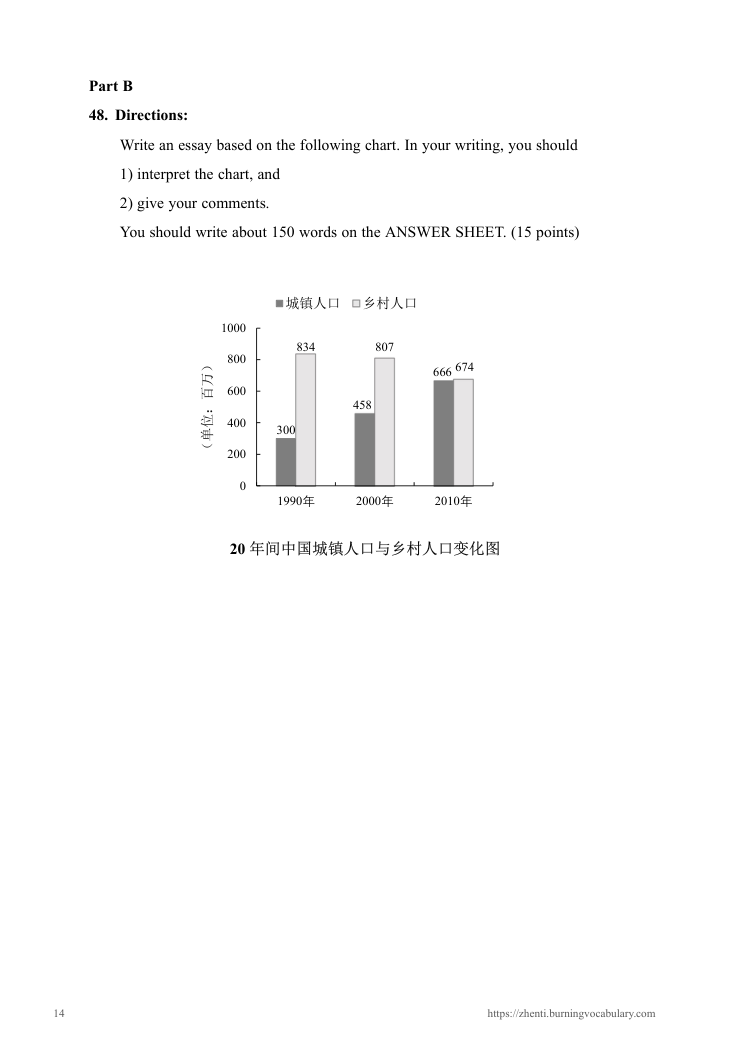 Part B
48. Directions:
Write an essay based on the following chart. In your writing, you should
1) interpret the chart, and
2) give your comments.
You should write about 150 words on the ANSWER SHEET. (15 points)
■城镇人口 □乡村人口
（单位：百万）
1000
800
600
400
200
0
300
834
458
807
666
674
1990年
2000年
2010年
20 年间中国城镇人口与乡村人口变化图
14
https://zhenti.burningvocabulary.com